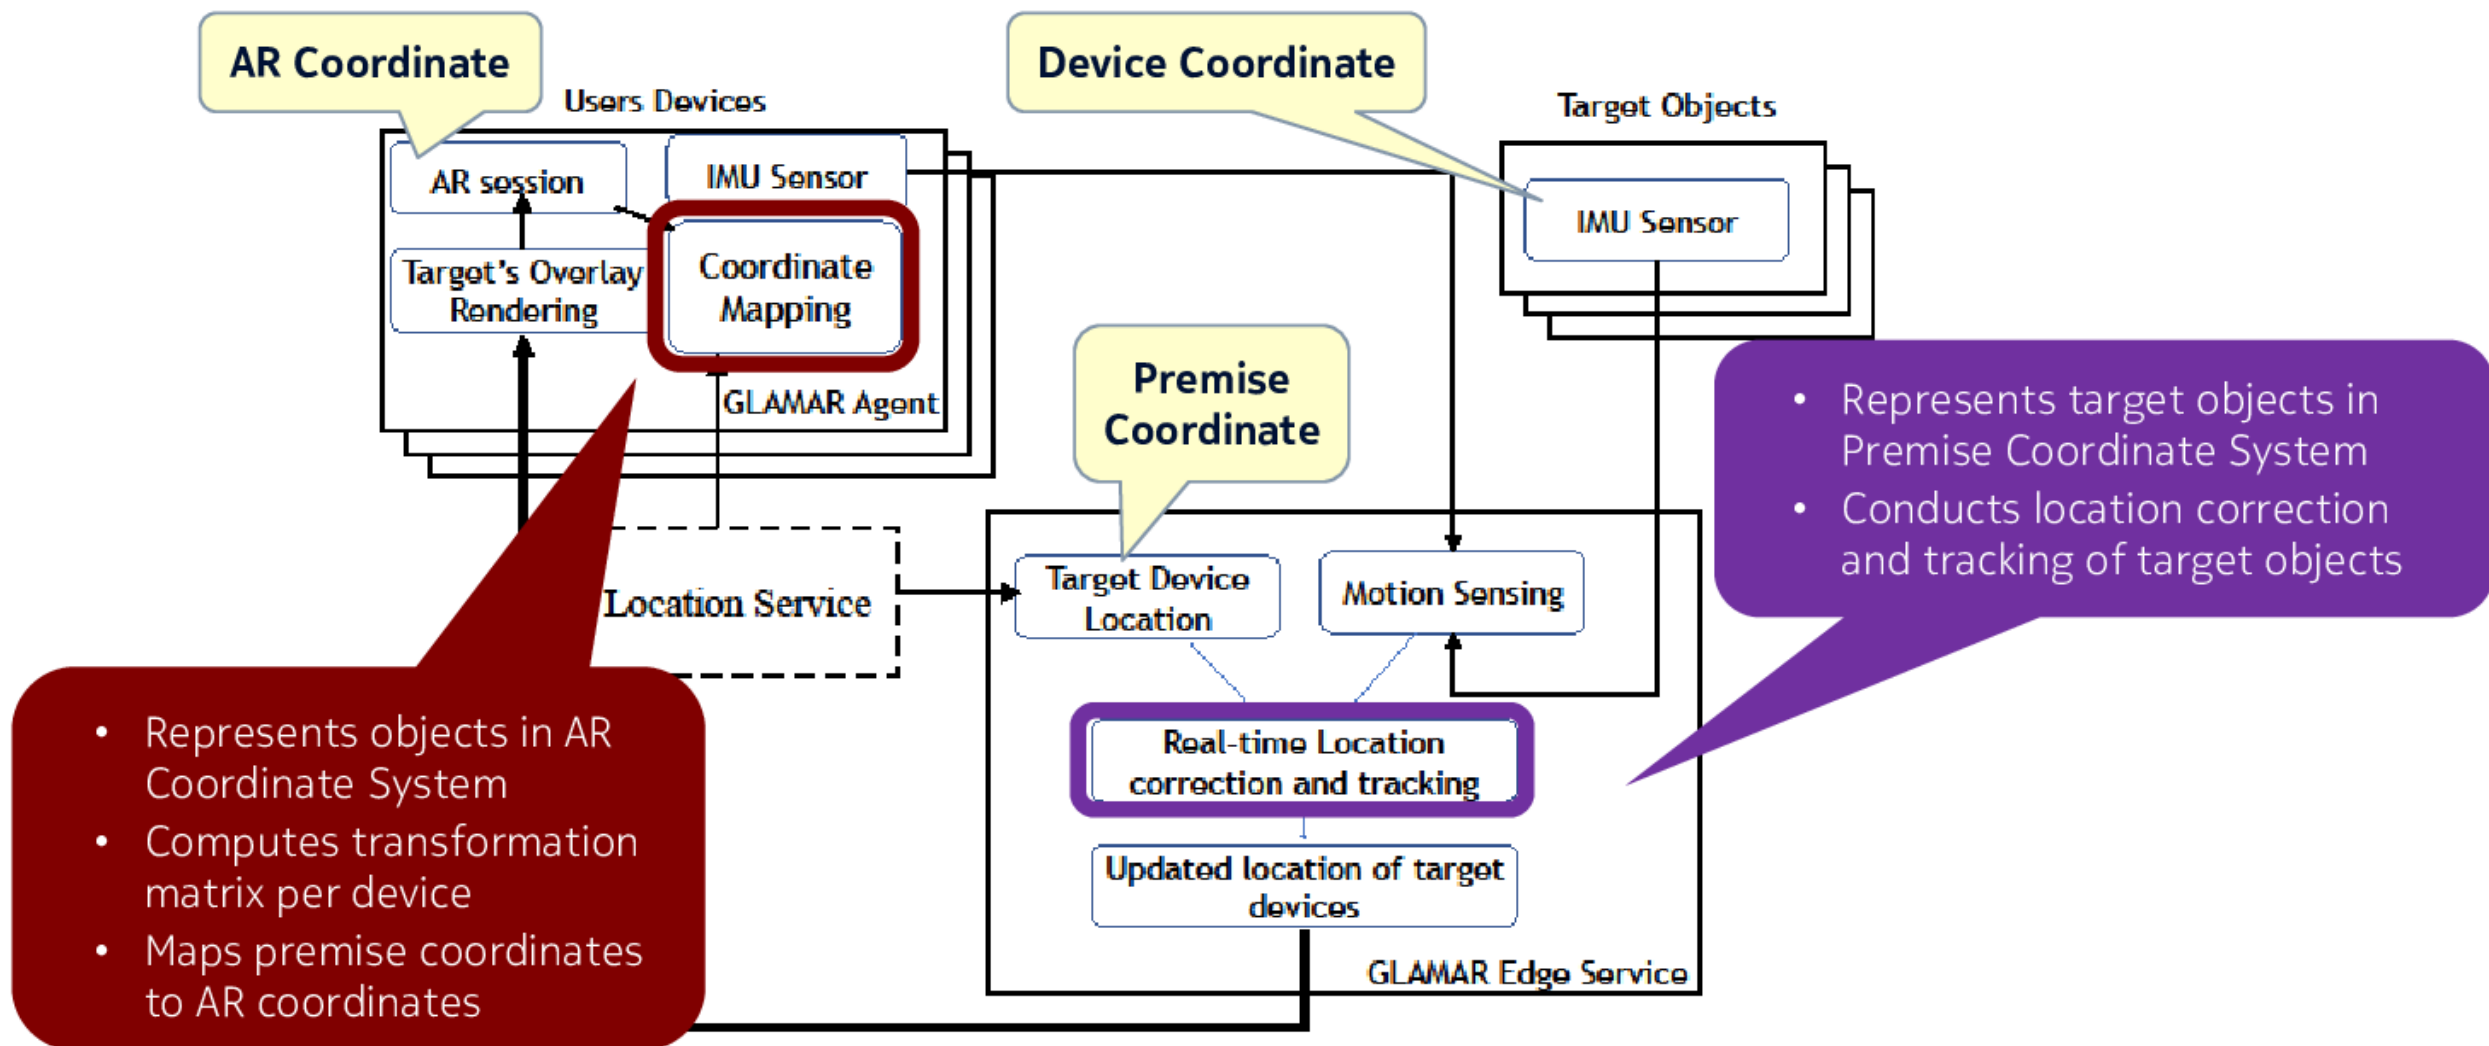 AR Coordinate
Device Coordinate
Users Devices
Target Objects
AR session
IMU Sensor
IMU Sensor
Target's Overlay
Rendering
Coordinate
Mapping
GLAMAR Agent
Premise
Coordinate
• Represents target objects in
Premise Coordinate System
• Conducts location correction
and tracking of target objects
Location Service
Target Device
Location
Motion Sensing
Real-time Location
correction and tracking
Updated location of target
devices
GLAMAR Edge Service
• Represents objects in AR
Coordinate System
• Computes transformation
matrix per device
• Maps premise coordinates
to AR coordinates